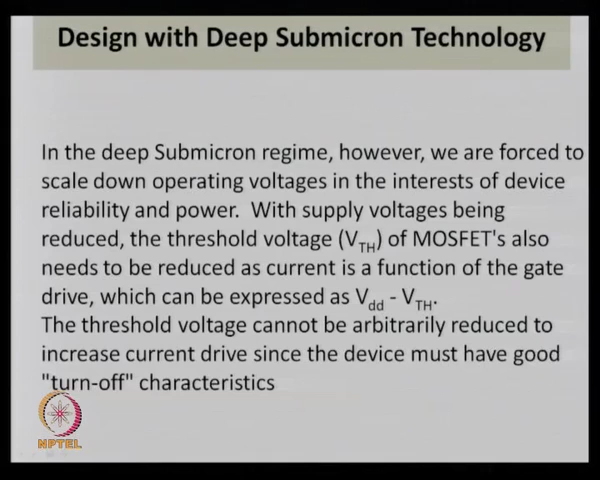 Design with Deep Submicron Technology
In the deep Submicron regime, however, we are forced to
scale down operating voltages in the interests of device
reliability and power. With supply voltages being
reduced, the threshold voltage (VTH) of MOSFET's also
needs to be reduced as current is a function of the gate
drive, which can be expressed as Vdd - VTH.
The threshold voltage cannot be arbitrarily reduced to
increase current drive since the device must have good
"turn-off" characteristics
NPTEL